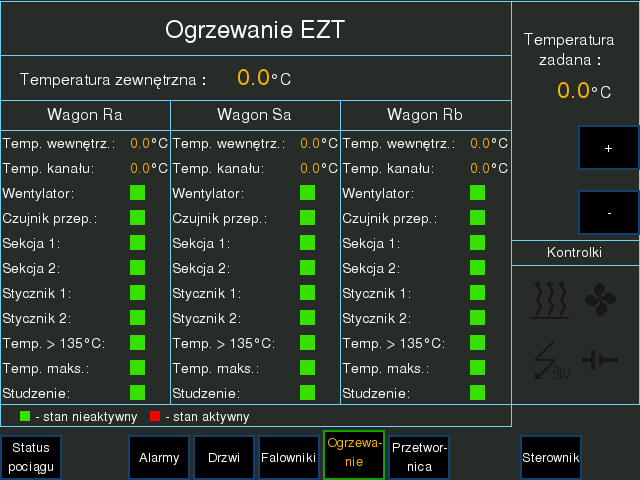 Ogrzewanie EZT
Temperatura zewnętrzna : 0.0°C
Temperatura
zadana :
0.0°C
+
-
Wagon Ra Wagon Sa Wagon Rb
Temp. wewnętrz.: 0.0°C Temp. wewnętrz.: 0.0°C Temp. wewnętrz.: 0.0°C
Temp. kanału: 0.0°C Temp. kanału: 0.0°C Temp. kanału: 0.0°C
Wentylator: Wentylator: Wentylator:
Czujnik przep.: Czujnik przep.: Czujnik przep.:
Sekcja 1: Sekcja 1: Sekcja 1:
Sekcja 2: Sekcja 2: Sekcja 2:
Stycznik 1: Stycznik 1: Stycznik 1:
Stycznik 2: Stycznik 2: Stycznik 2:
Temp. > 135°C: Temp. > 135°C: Temp. > 135°C:
Temp. maks.: Temp. maks.: Temp. maks.:
Studzenie: Studzenie: Studzenie:
Kontrolki
- stan nieaktywny - stan aktywny
Status
pociągu
Alarmy
Drzwi
Falowniki
Ogrzewa-
nie
Przetwor-
nica
Sterownik